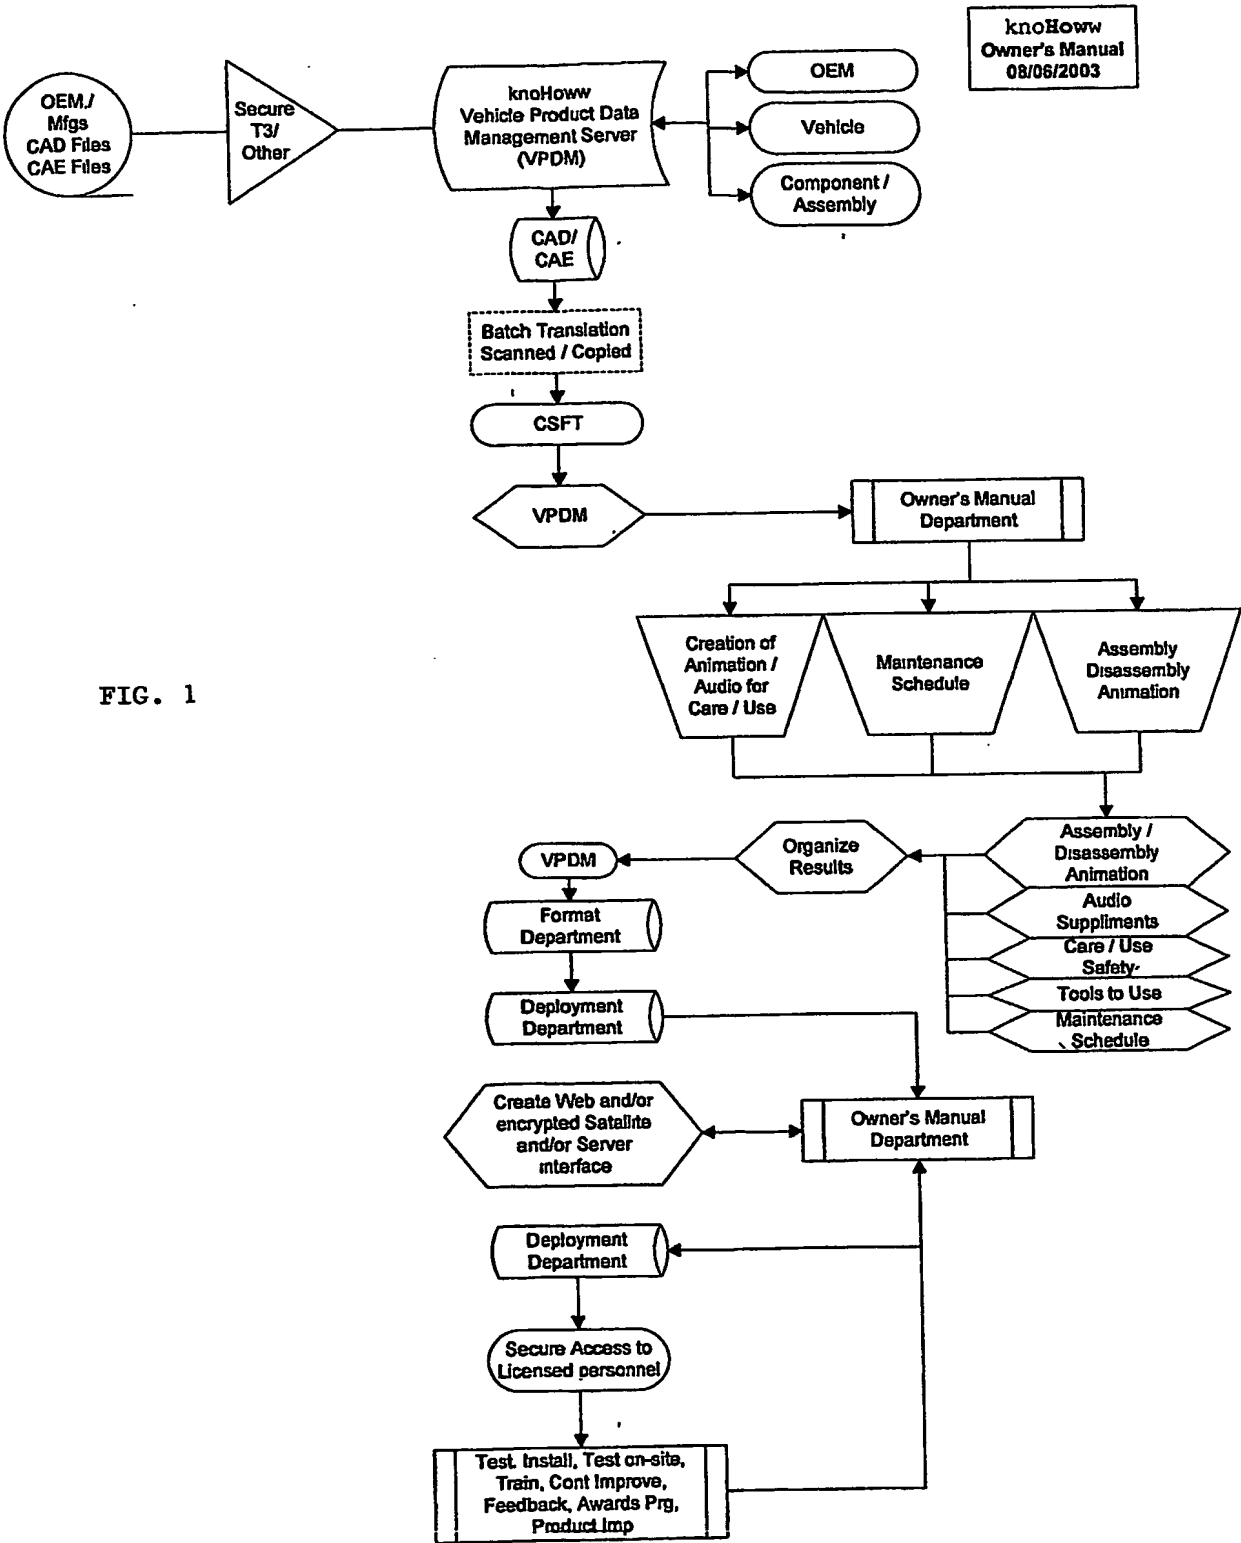 knoHoww
Owner's Manual
08/06/2003
OEM./
Mfgs
CAD Files
CAE Files
Secure
T3/
Other
knoHoww
Vehicle Product Data
Management Server
(VPDM)
OEM
Vehicle
Component /
Assembly
CAD/
CAE
Batch Translation
Scanned / Copied
CSFT
VPDM
Owner's Manual
Department
Creation of
Animation /
Audio for
Care / Use
Maintenance
Schedule
Assembly
Disassembly
Animation
FIG. 1
Assembly /
Disassembly
Animation
Audio
Suppliments
Care / Use
Safety
Tools to Use
Maintenance
Schedule
Organize
Results
VPDM
Format
Department
Deployment
Department
Create Web and/or
encrypted Satallite
and/or Server
interface
Owner's Manual
Department
Deployment
Department
Secure Access to
Licensed personnel
Test. Install, Test on-site,
Train, Cont Improve,
Feedback, Awards Prg,
Product Imp